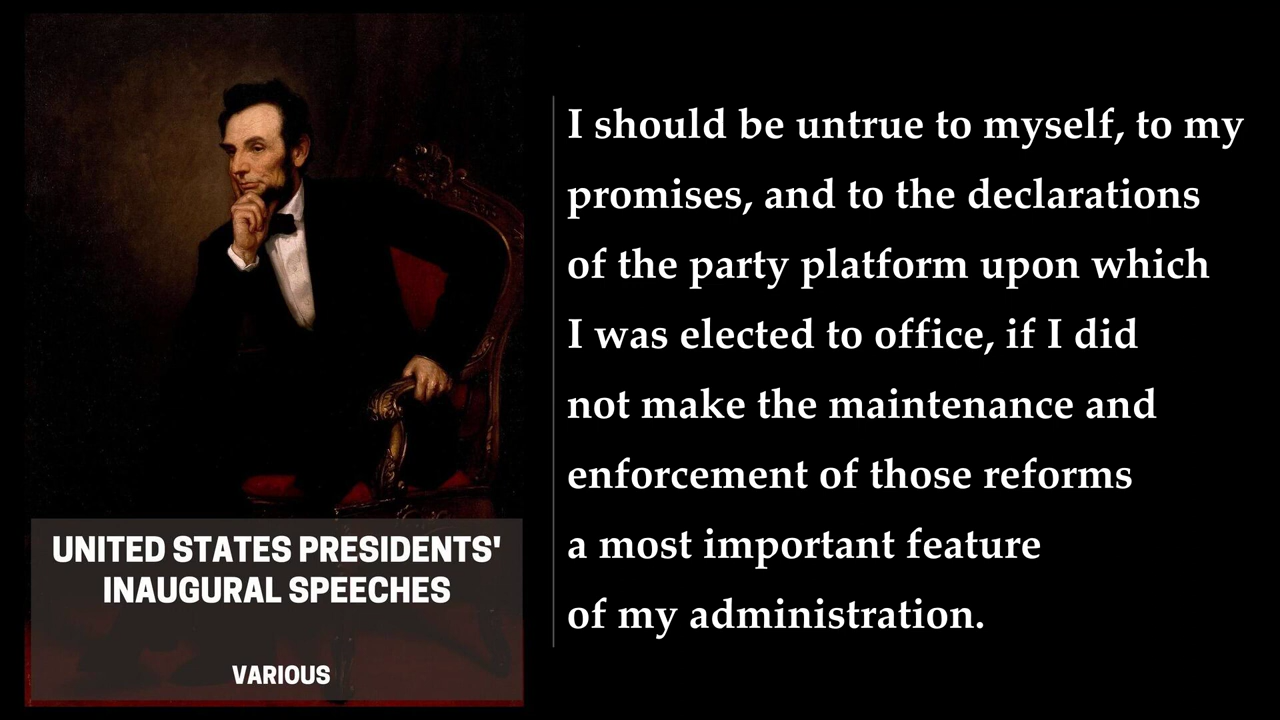 UNITED STATES PRESIDENTS'
INAUGURAL SPEECHES
VARIOUS
I should be untrue to myself, to my
promises, and to the declarations
of the party platform upon which
I was elected to office, if I did
not make the maintenance and
enforcement of those reforms
a most important feature
of my administration.